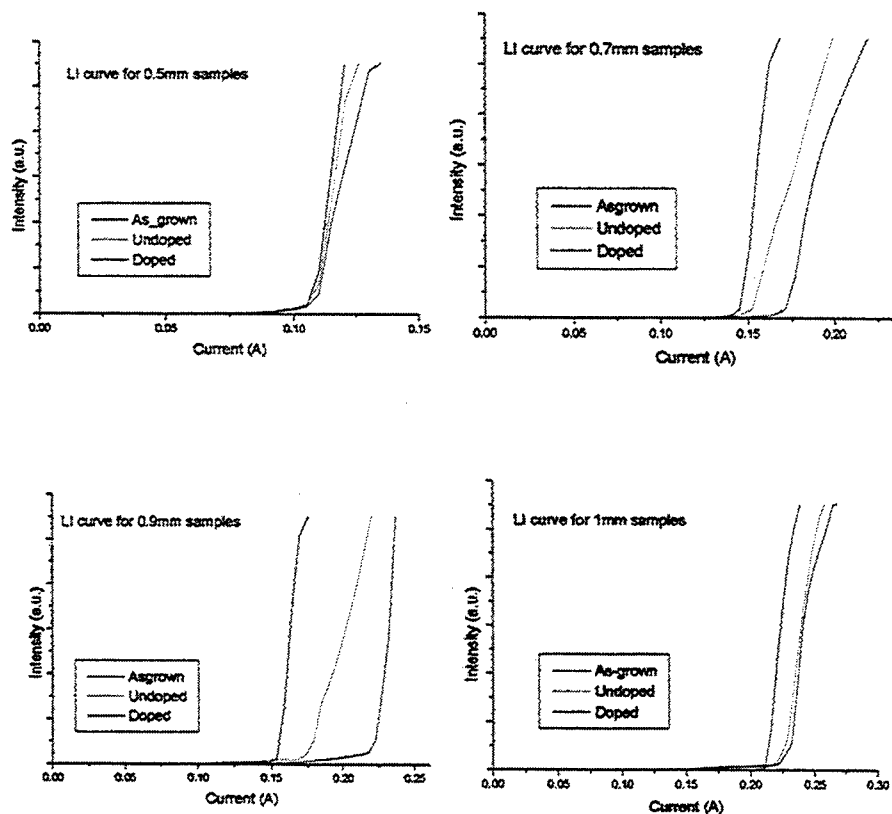 LI curve for 0.5mm samples
Intensity (a.u.)
As_grown
Undoped
Doped
0.00
0.05
0.10
0.15
Current (A)
LI curve for 0.7mm samples
Intensity (a.u.)
Asgrown
Undoped
Doped
0.00
0.05
0.10
0.15
0.20
Current (A)
LI curve for 0.9mm samples
Intensity (a.u.)
Asgrown
Undoped
Doped
0.00
0.05
0.10
0.15
0.20
0.25
Current (A)
LI curve for 1mm samples
Intensity (a.u.)
As-grown
Undoped
Doped
0.00
0.05
0.10
0.15
0.20
0.25
0.30
Current (A)